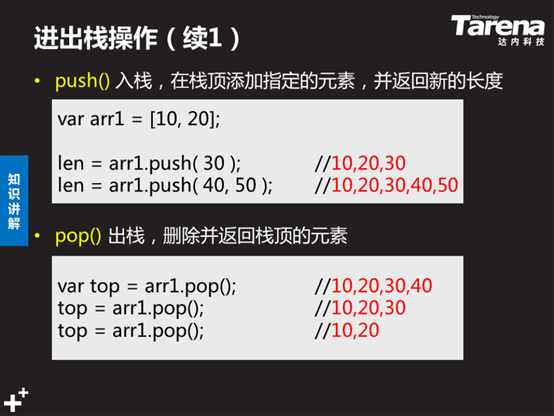 进出栈操作（续1）
Technology
Tarena
达内科技
• push() 入栈，在栈顶添加指定的元素，并返回新的长度
var arr1 = [10, 20];
len = arr1.push( 30 ); //10,20,30
len = arr1.push( 40, 50 ); //10,20,30,40,50
知识讲解
• pop() 出栈，删除并返回栈顶的元素
var top = arr1.pop(); //10,20,30,40
top = arr1.pop(); //10,20,30
top = arr1.pop(); //10,20